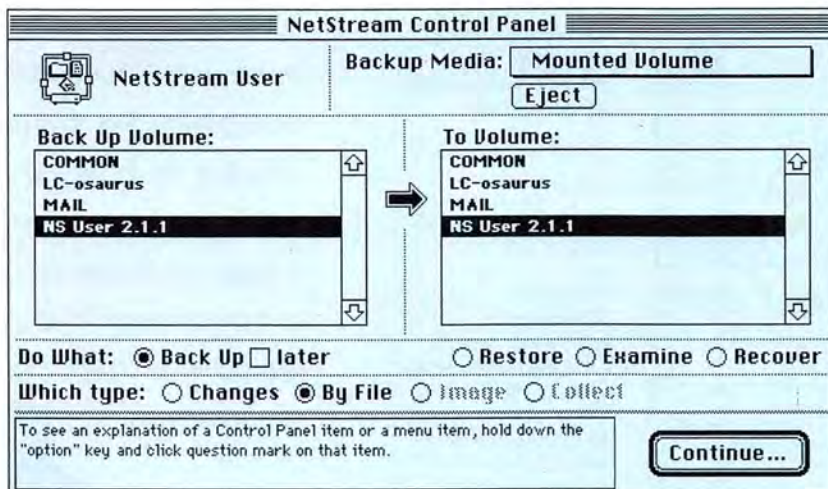 NetStream Control Panel
NetStream User
Backup Media: Mounted Volume
Eject
Back Up Volume:
COMMON
LC-osaurus
MAIL
NS User 2.1.1
To Volume:
COMMON
LC-osaurus
MAIL
NS User 2.1.1
Do What: Back Up later Restore Examine Recover
Which type: Changes By File Image Collect
To see an explanation of a Control Panel item or a menu item, hold down the
"option" key and click question mark on that item.
Continue...